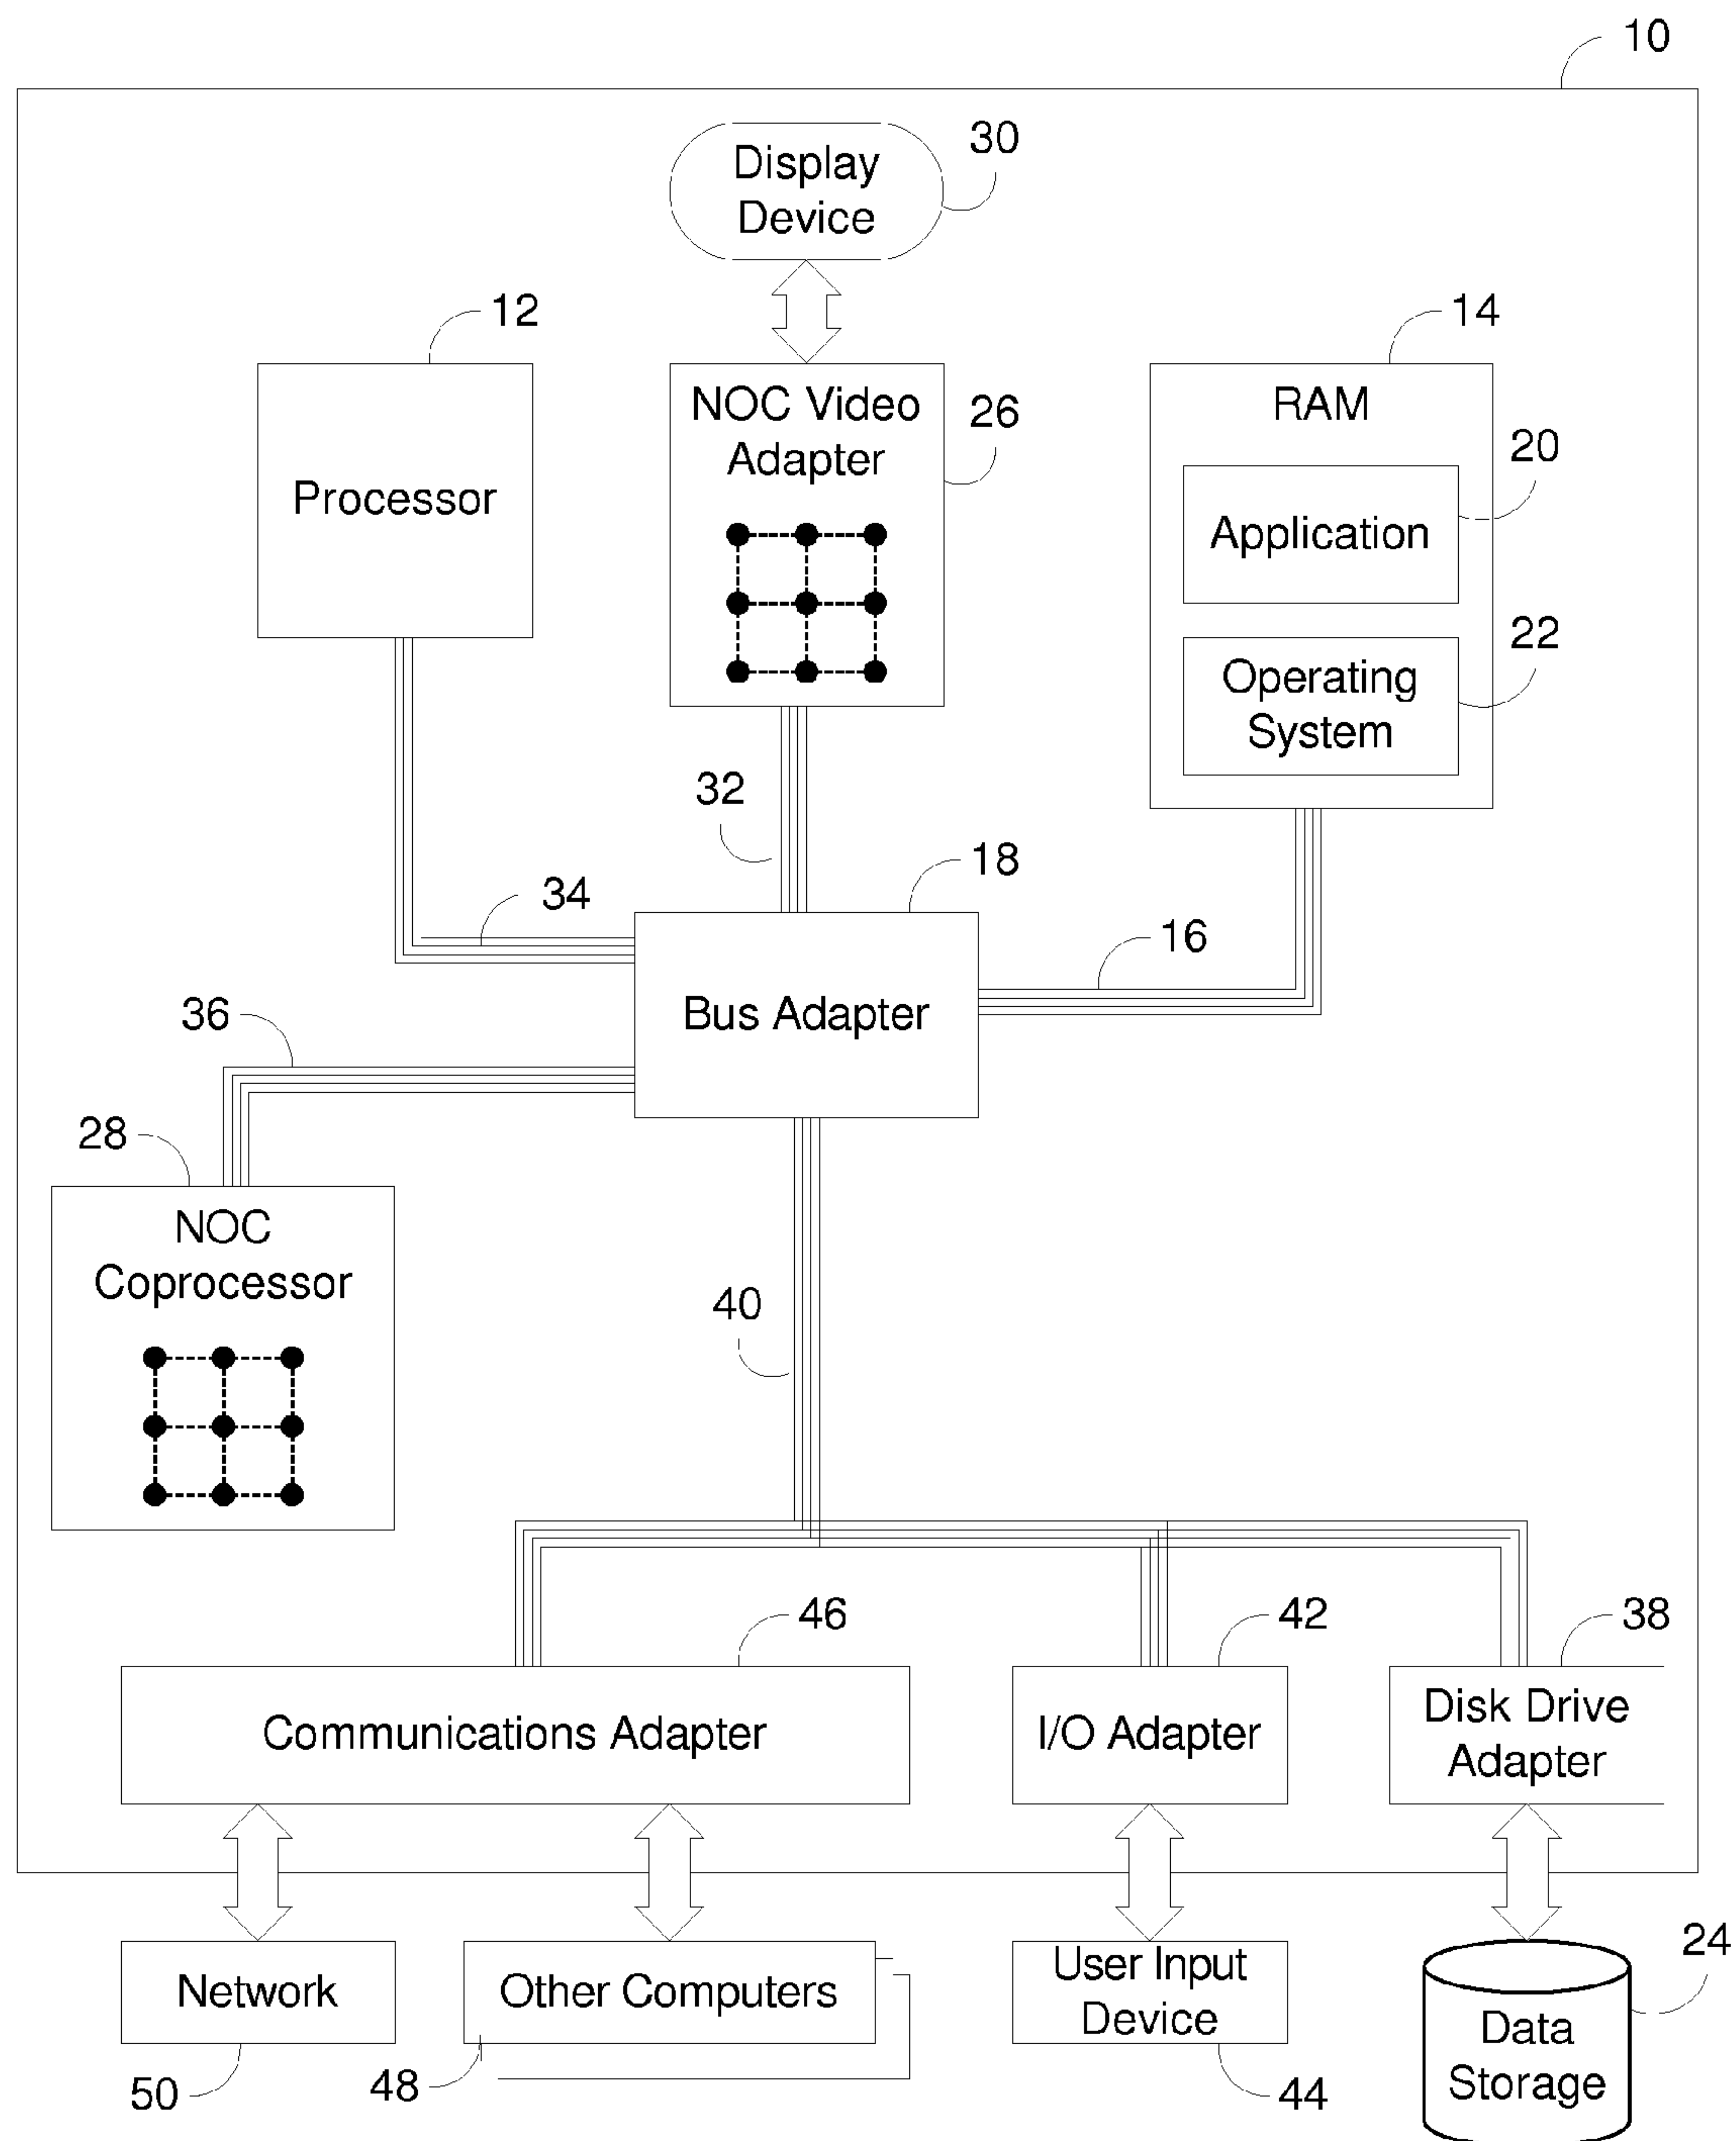 10
Display
Device
30
12
14
Processor
NOC Video
Adapter
26
RAM
20
Application
22
Operating
System
32
18
34
16
36
Bus Adapter
28
NOC
Coprocessor
40
46
42
38
Communications Adapter
I/O Adapter
Disk Drive
Adapter
Network
Other Computers
User Input
Device
24
Data
Storage
50
48
44